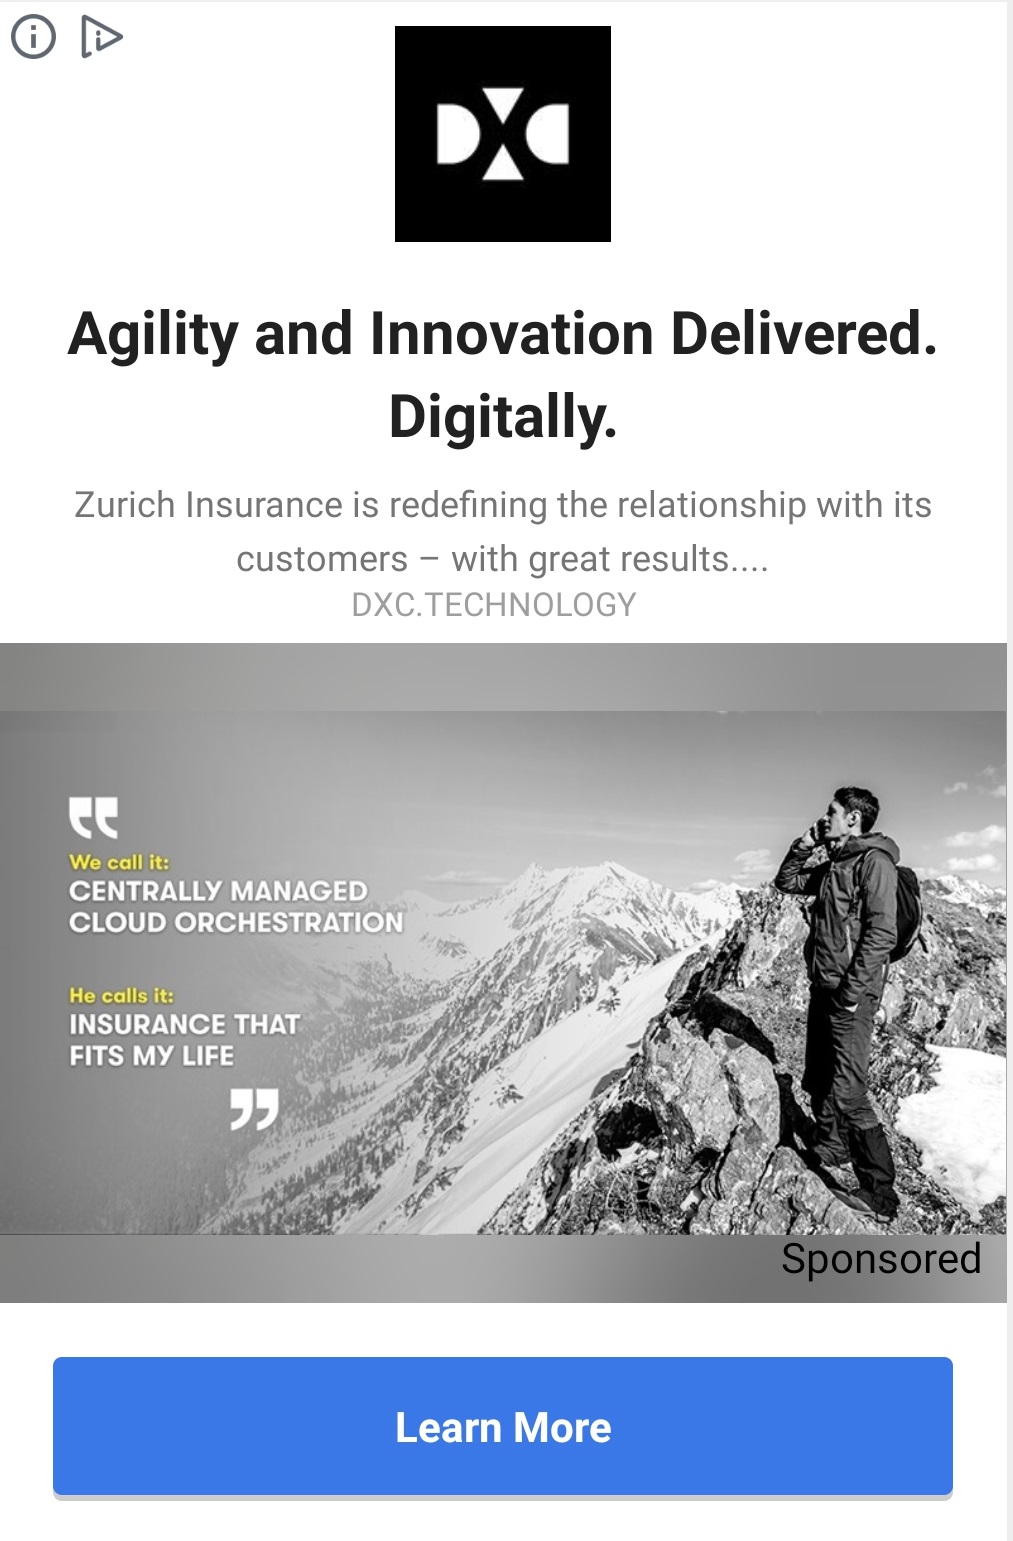 DXC
Agility and Innovation Delivered.
Digitally.
Zurich Insurance is redefining the relationship with its
customers – with great results....
DXC.TECHNOLOGY
“
We call it:
CENTRALLY MANAGED
CLOUD ORCHESTRATION
He calls it:
INSURANCE THAT
FITS MY LIFE
”
Sponsored
Learn More